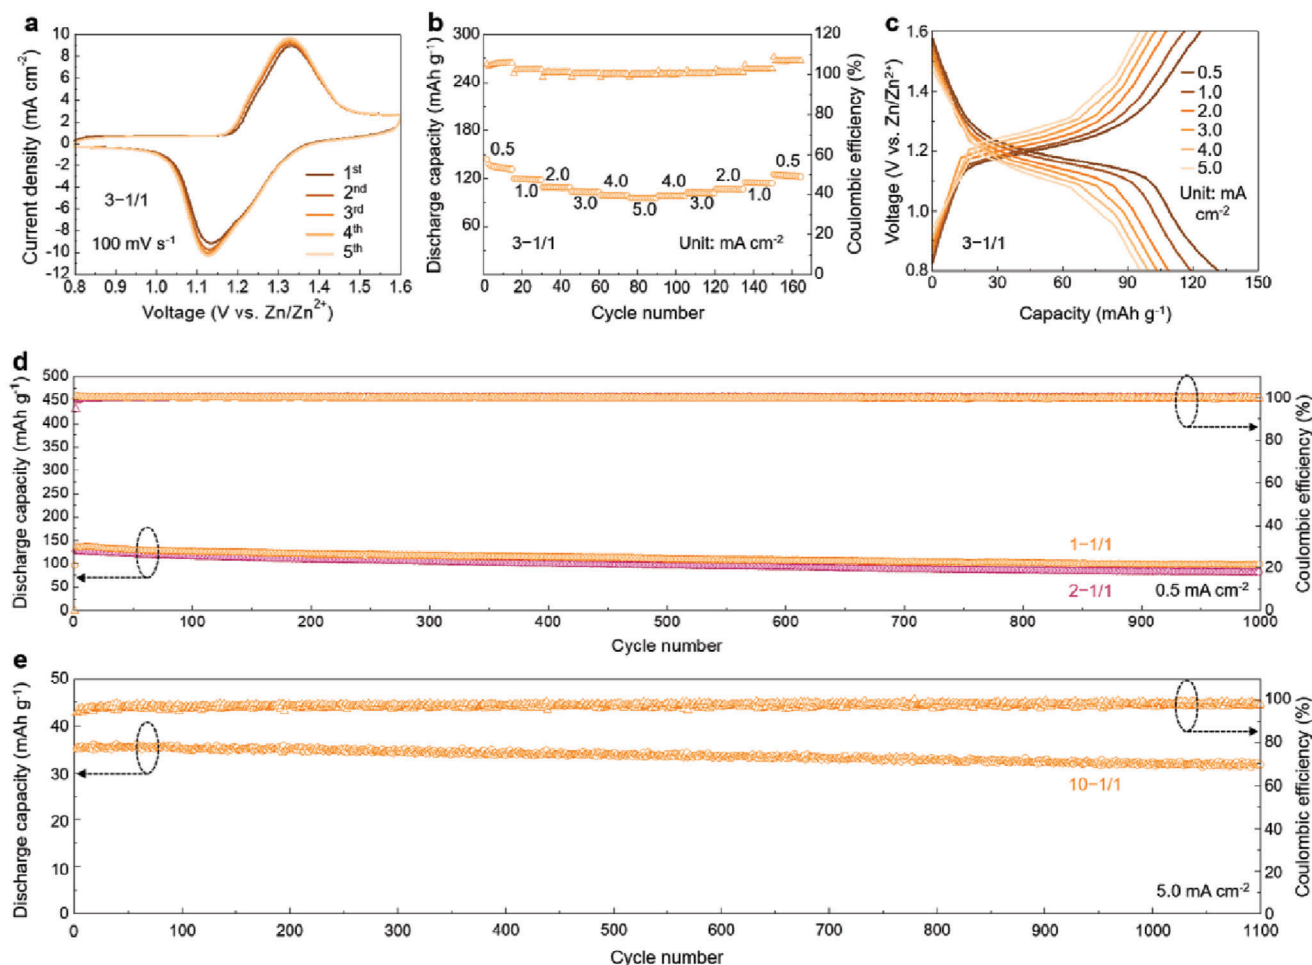 a
Current density (mA cm-2)
10
8
6
4
2
0
-2
-4
-6
-8
-10
-12
0.8 0.9 1.0 1.1 1.2 1.3 1.4 1.5 1.6
Voltage (V vs. Zn/Zn2+)
3−1/1
100 mV s-1
1st
2nd
3rd
4th
5th
b
Discharge capacity (mAh g-1)
300
240
180
120
60
0 20 40 60 80 100 120 140 160
Cycle number
Coulombic efficiency (%)
120
100
80
60
40
20
0
0.5
1.0
2.0
3.0
4.0
5.0
4.0
3.0
2.0
1.0
0.5
3−1/1
Unit: mA cm-2
c
Voltage (V vs. Zn/Zn2+)
1.6
1.4
1.2
1.0
0.8
0 30 60 90 120 150
Capacity (mAh g-1)
0.5
1.0
2.0
3.0
4.0
5.0
Unit: mA
cm-2
3−1/1
d
Discharge capacity (mAh g-1)
500
450
400
350
300
250
200
150
100
50
0
0 100 200 300 400 500 600 700 800 900 1000
Cycle number
Coulombic efficiency (%)
100
80
60
40
20
0
1−1/1
2−1/1
0.5 mA cm-2
e
Discharge capacity (mAh g-1)
50
40
30
20
10
0
0 100 200 300 400 500 600 700 800 900 1000 1100
Cycle number
Coulombic efficiency (%)
100
80
60
40
20
0
10−1/1
5.0 mA cm-2